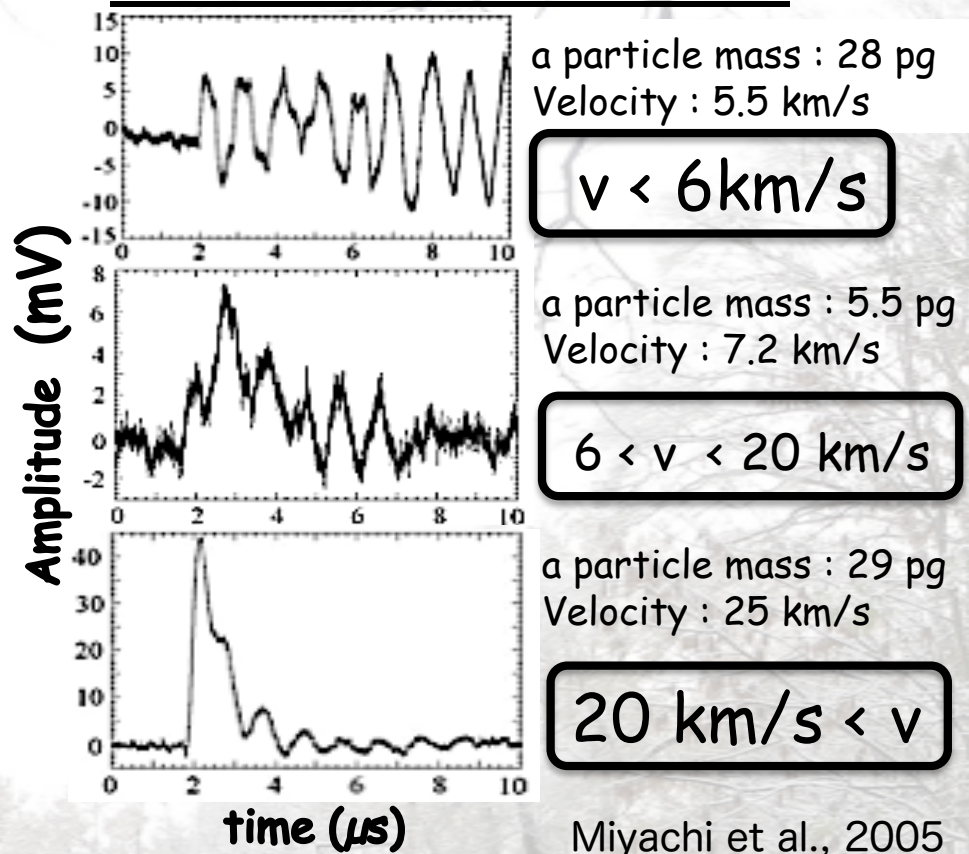 15
10
5
0
-5
-10
-15
0 2 4 6 8 10
a particle mass : 28 pg
Velocity : 5.5 km/s
v < 6km/s
Amplitude (mV)
8
6
4
2
0
-2
0 2 4 6 8 10
a particle mass : 5.5 pg
Velocity : 7.2 km/s
6 < v < 20 km/s
40
30
20
10
0
0 2 4 6 8 10
a particle mass : 29 pg
Velocity : 25 km/s
20 km/s < v
time (μs)
Miyachi et al., 2005